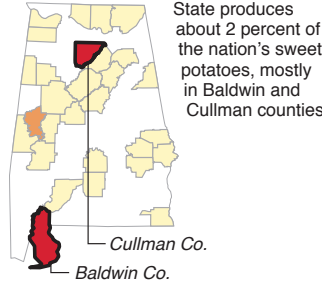 State produces
about 2 percent of
the nation's sweet
potatoes, mostly
in Baldwin and
Cullman counties
Cullman Co.
Baldwin Co.